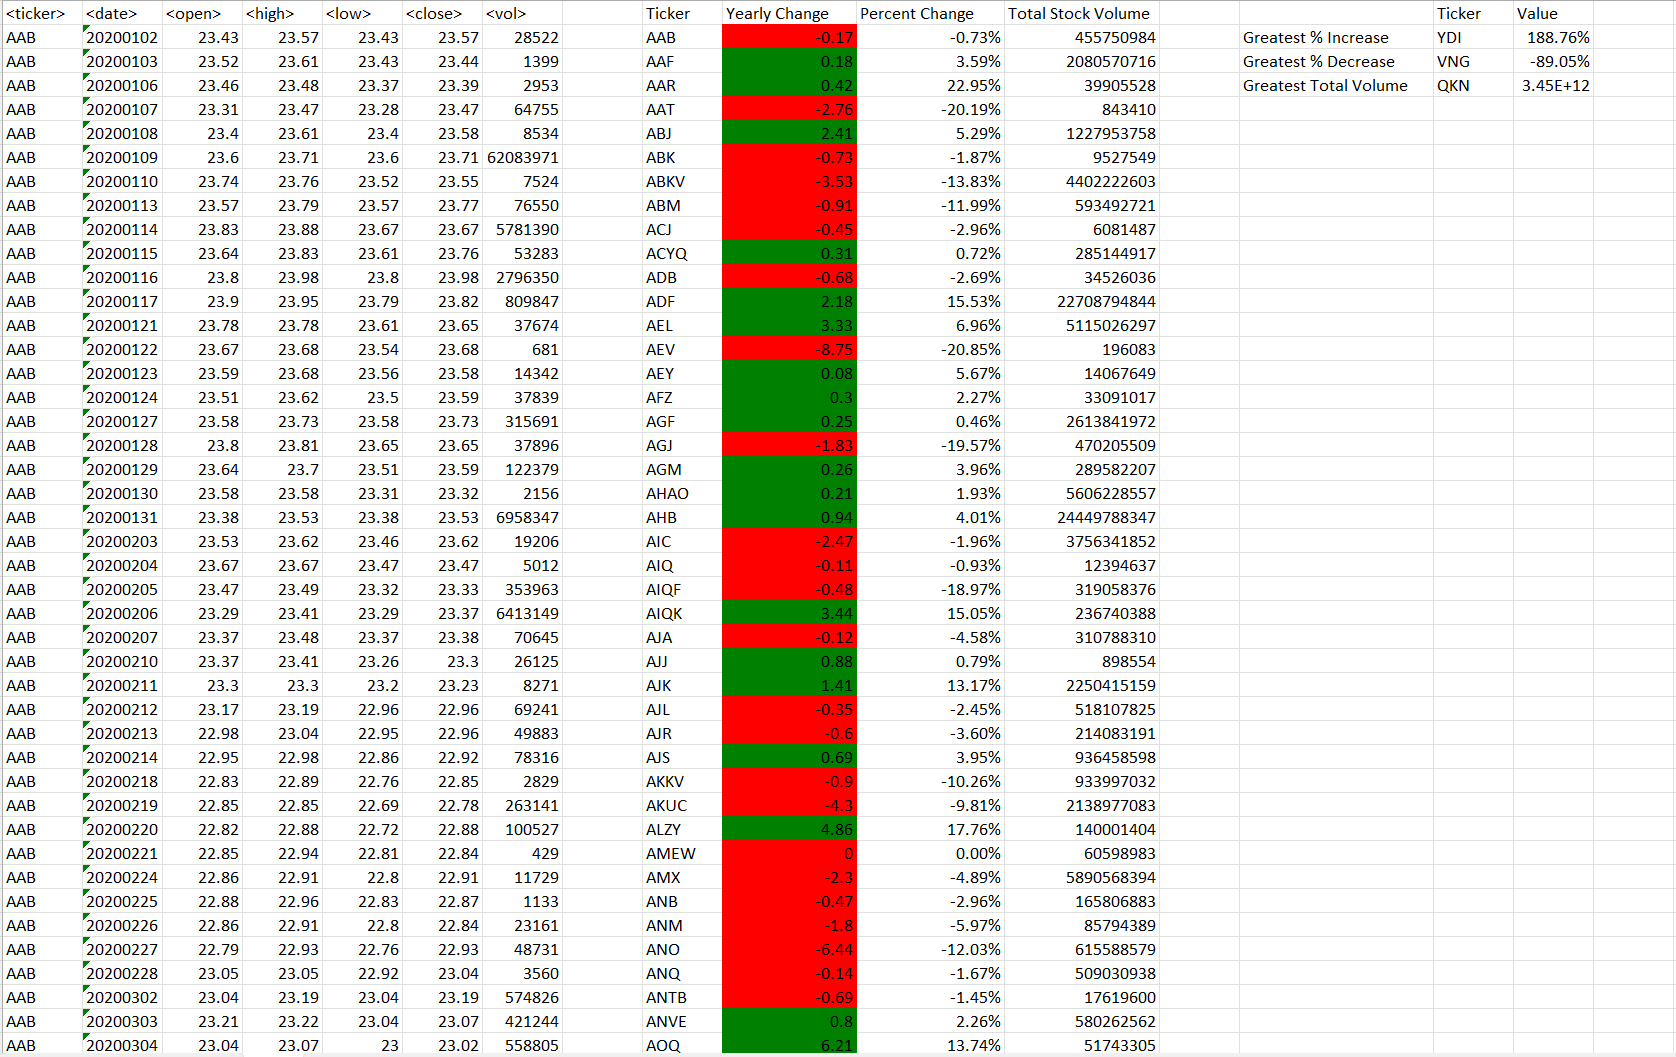 <ticker> <date> <open> <high> <low> <close> <vol> Ticker Yearly Change Percent Change Total Stock Volume Ticker Value
AAB 20200102 23.43 23.57 23.43 23.57 28522 AAB -0.17 -0.73% 455750984 Greatest % Increase YDI 188.76%
AAB 20200103 23.52 23.61 23.43 23.44 1399 AAF 0.18 3.59% 2080570716 Greatest % Decrease VNG -89.05%
AAB 20200106 23.46 23.48 23.37 23.39 2953 AAR 0.42 22.95% 39905528 Greatest Total Volume QKN 3.45E+12
AAB 20200107 23.31 23.47 23.28 23.47 64755 AAT -2.76 -20.19% 843410
AAB 20200108 23.4 23.61 23.4 23.58 8534 ABJ 2.41 5.29% 1227953758
AAB 20200109 23.6 23.71 23.6 23.71 62083971 ABK -0.73 -1.87% 9527549
AAB 20200110 23.74 23.76 23.52 23.55 7524 ABKV -3.53 -13.83% 4402222603
AAB 20200113 23.57 23.79 23.57 23.77 76550 ABM -0.91 -11.99% 593492721
AAB 20200114 23.83 23.88 23.67 23.67 5781390 ACJ -0.45 -2.96% 6081487
AAB 20200115 23.64 23.83 23.61 23.76 53283 ACYQ 0.31 0.72% 285144917
AAB 20200116 23.8 23.98 23.8 23.98 2796350 ADB -0.68 -2.69% 34526036
AAB 20200117 23.9 23.95 23.79 23.82 809847 ADF 2.18 15.53% 22708794844
AAB 20200121 23.78 23.78 23.61 23.65 37674 AEL 3.33 6.96% 5115026297
AAB 20200122 23.67 23.68 23.54 23.68 681 AEV -8.75 -20.85% 196083
AAB 20200123 23.59 23.68 23.56 23.58 14342 AEY 0.08 5.67% 14067649
AAB 20200124 23.51 23.62 23.5 23.59 37839 AFZ 0.3 2.27% 33091017
AAB 20200127 23.58 23.73 23.58 23.73 315691 AGF 0.25 0.46% 2613841972
AAB 20200128 23.8 23.81 23.65 23.65 37896 AGJ -1.83 -19.57% 470205509
AAB 20200129 23.64 23.7 23.51 23.59 122379 AGM 0.26 3.96% 289582207
AAB 20200130 23.58 23.58 23.31 23.32 2156 AHAO 0.21 1.93% 5606228557
AAB 20200131 23.38 23.53 23.38 23.53 6958347 AHB 0.94 4.01% 24449788347
AAB 20200203 23.53 23.62 23.46 23.62 19206 AIC -2.47 -1.96% 3756341852
AAB 20200204 23.67 23.67 23.47 23.47 5012 AIQ -0.11 -0.93% 12394637
AAB 20200205 23.47 23.49 23.32 23.33 353963 AIQF -0.48 -18.97% 319058376
AAB 20200206 23.29 23.41 23.29 23.37 6413149 AIQK 3.44 15.05% 236740388
AAB 20200207 23.37 23.48 23.37 23.38 70645 AJA -0.12 -4.58% 310788310
AAB 20200210 23.37 23.41 23.26 23.3 26125 AJJ 0.88 0.79% 898554
AAB 20200211 23.3 23.3 23.2 23.23 8271 AJK 1.41 13.17% 2250415159
AAB 20200212 23.17 23.19 22.96 22.96 69241 AJL -0.35 -2.45% 518107825
AAB 20200213 22.98 23.04 22.95 22.96 49883 AJR -0.6 -3.60% 214083191
AAB 20200214 22.95 22.98 22.86 22.92 78316 AJS 0.69 3.95% 936458598
AAB 20200218 22.83 22.89 22.76 22.85 2829 AKKV -0.9 -10.26% 933997032
AAB 20200219 22.85 22.85 22.69 22.78 263141 AKUC -4.3 -9.81% 2138977083
AAB 20200220 22.82 22.88 22.72 22.88 100527 ALZY 4.86 17.76% 140001404
AAB 20200221 22.85 22.94 22.81 22.84 429 AMEW 0 0.00% 60598983
AAB 20200224 22.86 22.91 22.8 22.91 11729 AMX -2.3 -4.89% 5890568394
AAB 20200225 22.88 22.96 22.83 22.87 1133 ANB -0.47 -2.96% 165806883
AAB 20200226 22.86 22.91 22.8 22.84 23161 ANM -1.8 -5.97% 85794389
AAB 20200227 22.79 22.93 22.76 22.93 48731 ANO -6.44 -12.03% 615588579
AAB 20200228 23.05 23.05 22.92 23.04 3560 ANQ -0.14 -1.67% 509030938
AAB 20200302 23.04 23.19 23.04 23.19 574826 ANTB -0.69 -1.45% 17619600
AAB 20200303 23.21 23.22 23.04 23.07 421244 ANVE 0.8 2.26% 580262562
AAB 20200304 23.04 23.07 23 23.02 558805 AOQ 6.21 13.74% 51743305